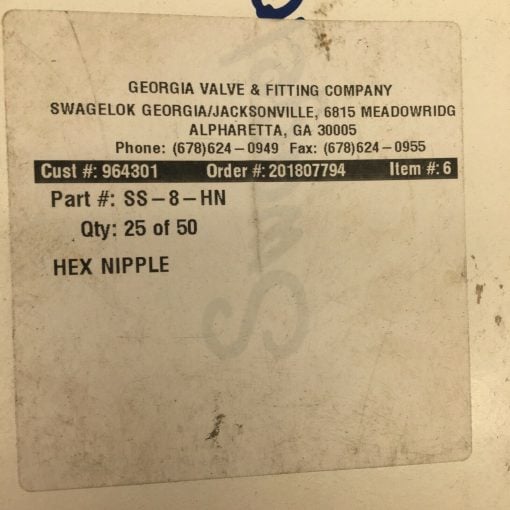 GEORGIA VALVE & FITTING COMPANY
SWAGELOK GEORGIA/JACKSONVILLE, 6815 MEADOWRIDG
ALPHARETTA, GA 30005
Phone: (678)624-0949 Fax: (678)624-0955
Cust #: 964301 Order #: 201807794 Item #: 6
Part #: SS-8-HN
Qty: 25 of 50
HEX NIPPLE